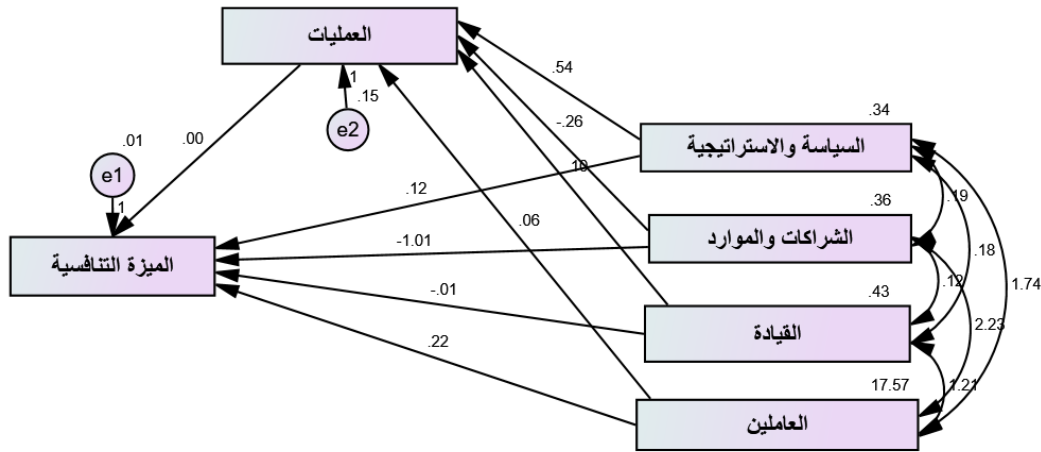 العمليات
.54
1
.15
.34
-.26
e2
السياسة والاستراتيجية
.01
.00
.10
e1
.12
.19
.36
1
.06
الشراكات والموارد
-1.01
.18
الميزة التنافسية
.12
1.74
.43
-.01
القيادة
2.23
.22
17.57
1.21
العاملين